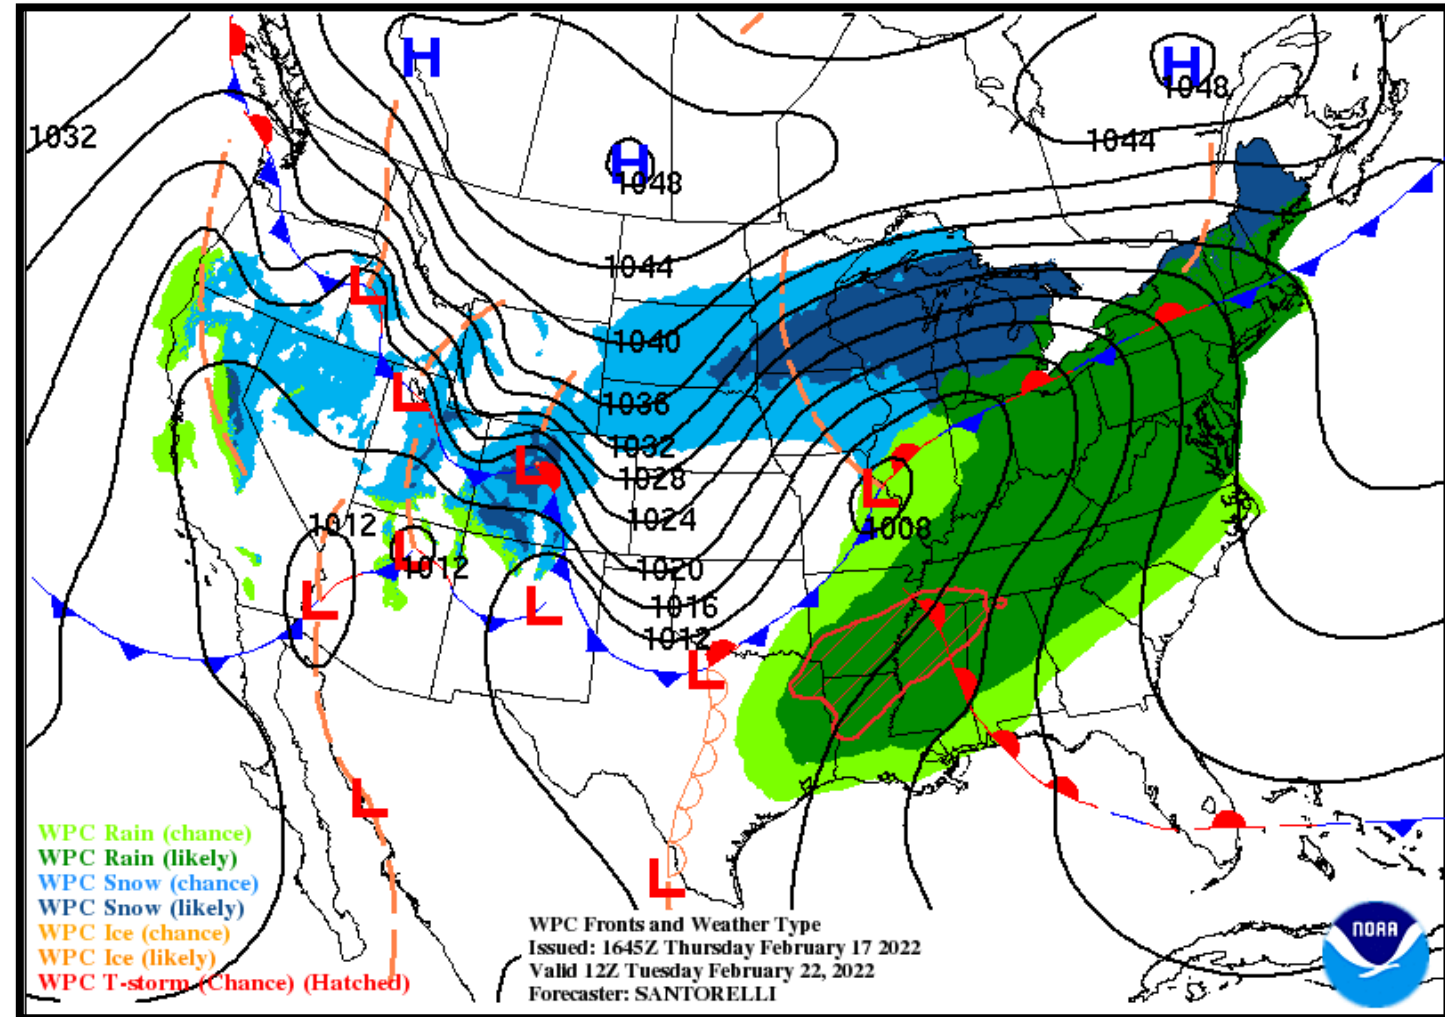 H
H
1048
1032
1044
H
1048
1044
L
1040
L
1036
1032
L
1028
L
1012
1024
1008
L
1012
1020
L
L
1016
1012
L
L
L
WPC Rain (chance)
WPC Rain (likely)
WPC Snow (chance)
WPC Snow (likely)
WPC Ice (chance)
WPC Ice (likely)
WPC T-storm (Chance) (Hatched)
WPC Fronts and Weather Type
Issued: 1645Z Thursday February 17 2022
Valid 12Z Tuesday February 22, 2022
Forecaster: SANTORELLI
NOAA